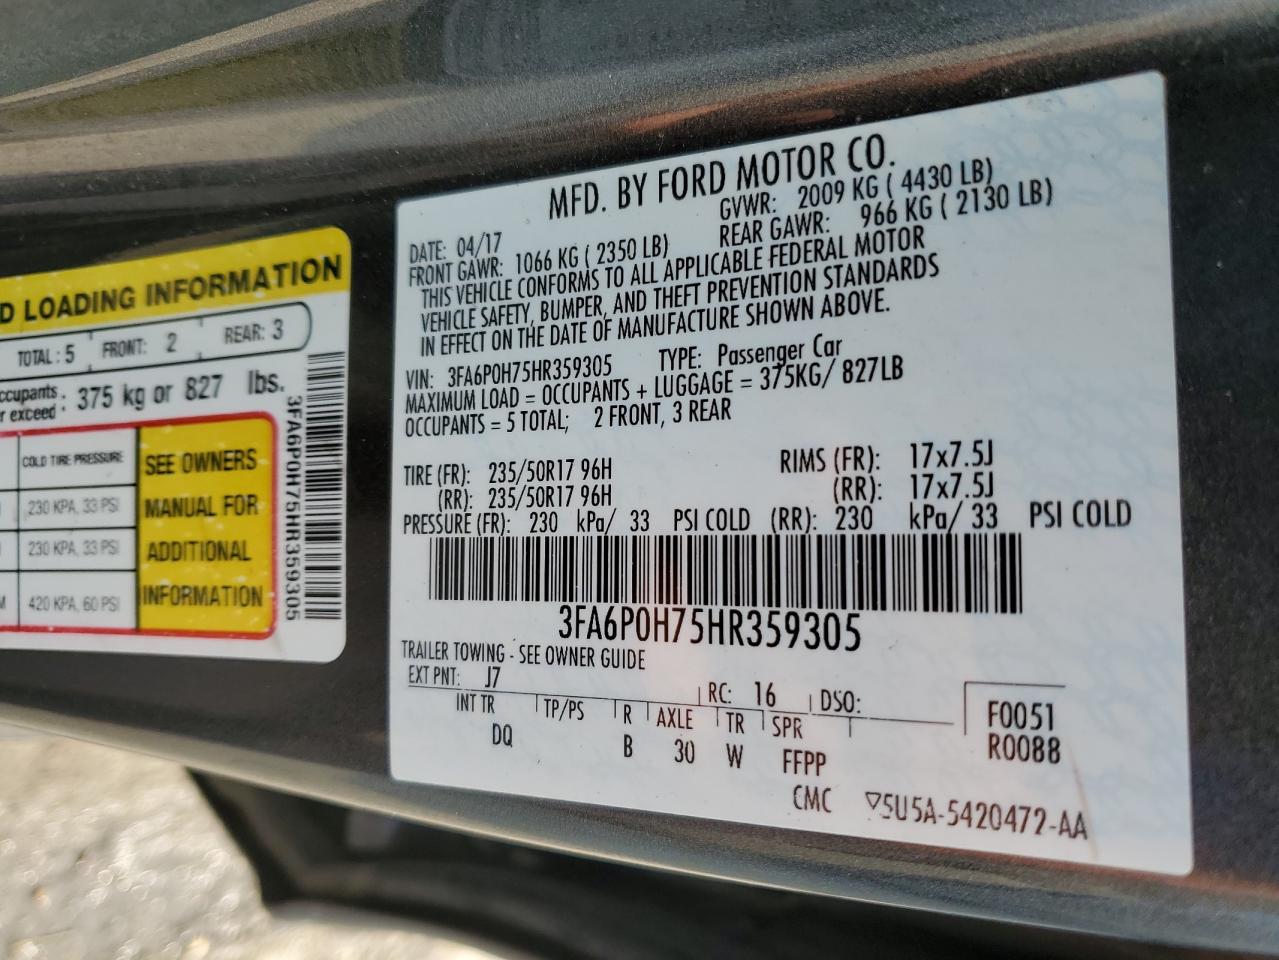 D LOADING INFORMATION
TOTAL: 5 FRONT: 2 REAR: 3
ccupants
r exceed : 375 kg or 827 lbs.
COLD TIRE PRESSURE
230 KPA, 33 PSI
230 KPA, 33 PSI
M 420 KPA, 60 PSI
SEE OWNERS
MANUAL FOR
ADDITIONAL
INFORMATION
3FA6P0H75HR359305
MFD. BY FORD MOTOR CO.
DATE: 04/17 GVWR: 2009 KG ( 4430 LB)
FRONT GAWR: 1066 KG ( 2350 LB) REAR GAWR: 966 KG ( 2130 LB)
THIS VEHICLE CONFORMS TO ALL APPLICABLE FEDERAL MOTOR
VEHICLE SAFETY, BUMPER, AND THEFT PREVENTION STANDARDS
IN EFFECT ON THE DATE OF MANUFACTURE SHOWN ABOVE.
VIN: 3FA6P0H75HR359305 TYPE: Passenger Car
MAXIMUM LOAD = OCCUPANTS + LUGGAGE = 375KG/ 827LB
OCCUPANTS = 5 TOTAL; 2 FRONT, 3 REAR
TIRE (FR): 235/50R17 96H RIMS (FR): 17x7.5J
(RR): 235/50R17 96H (RR): 17x7.5J
PRESSURE (FR): 230 kPa/ 33 PSI COLD (RR): 230 kPa/ 33 PSI COLD
3FA6P0H75HR359305
TRAILER TOWING - SEE OWNER GUIDE
EXT PNT: J7 RC: 16 DSO:
INT TR TP/PS R AXLE TR SPR
DQ B 30 W FFPP
F0051
R0088
CMC ▽5U5A-5420472-AA